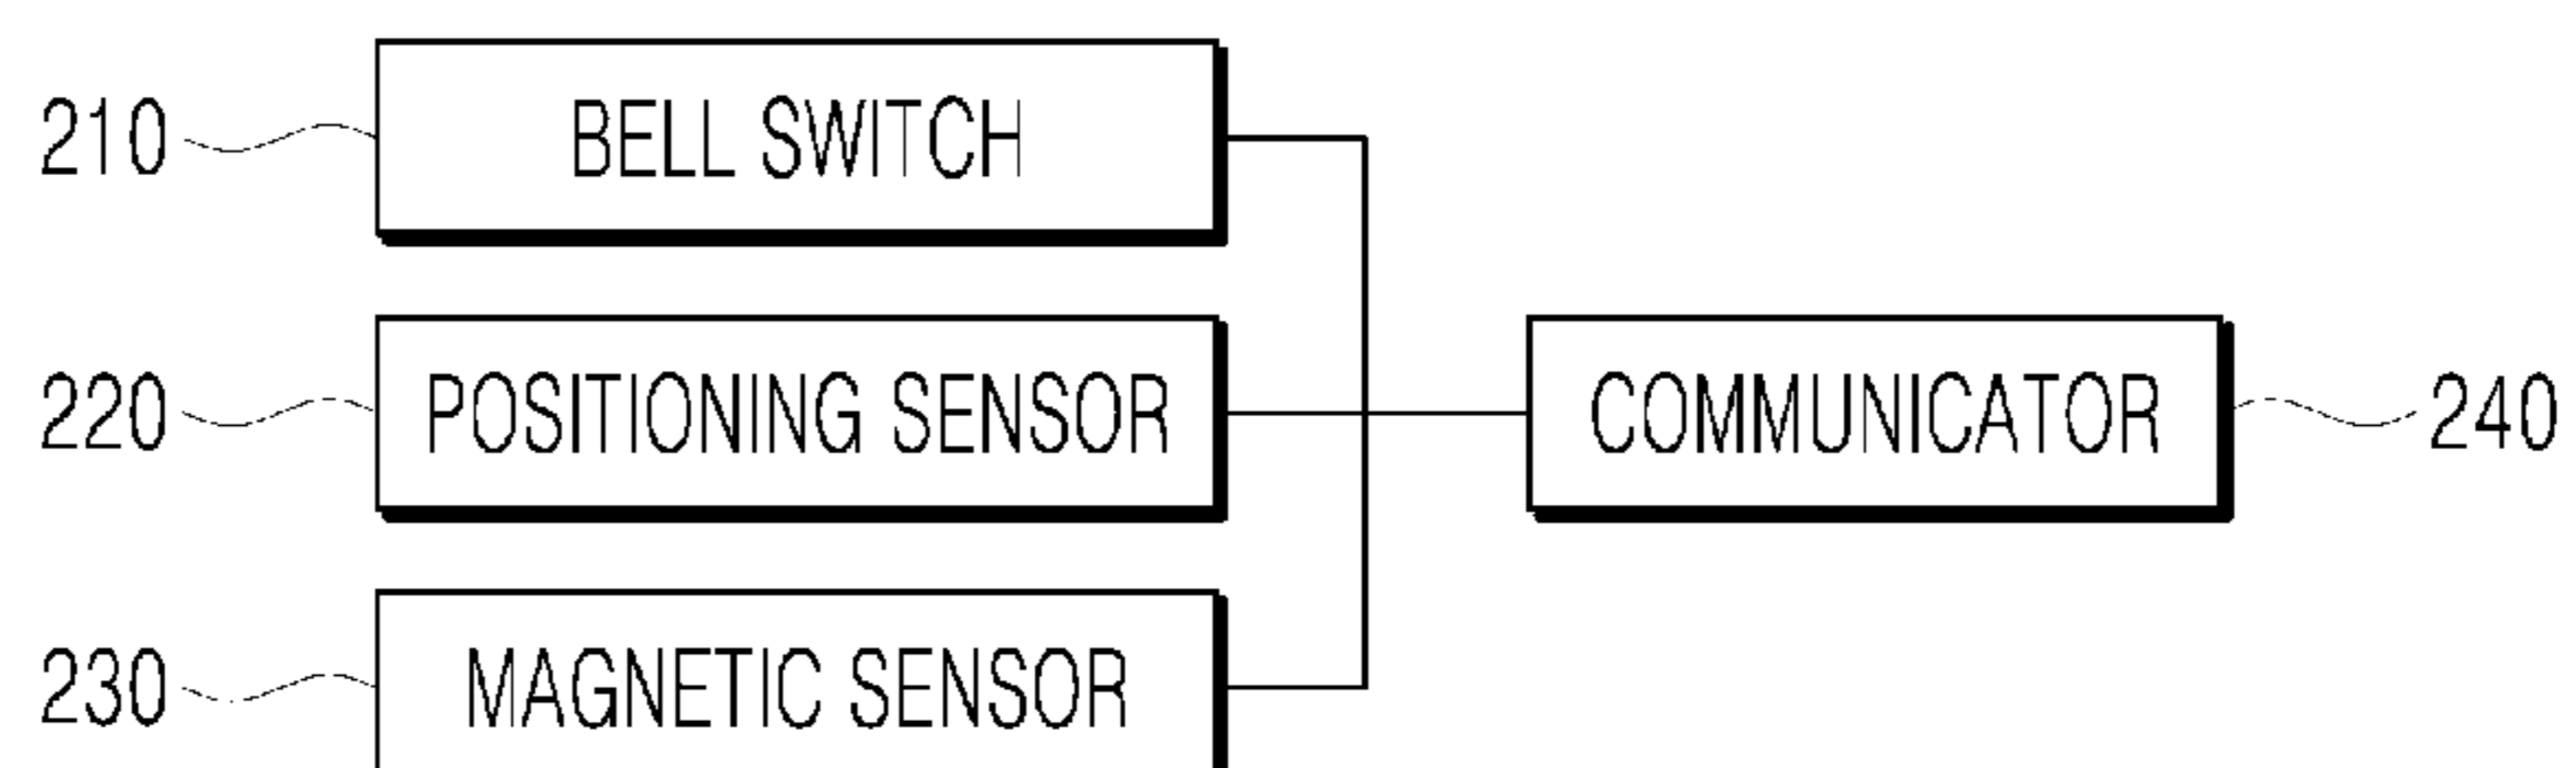 210 BELL SWITCH
220 POSITIONING SENSOR COMMUNICATOR 240
230 MAGNETIC SENSOR